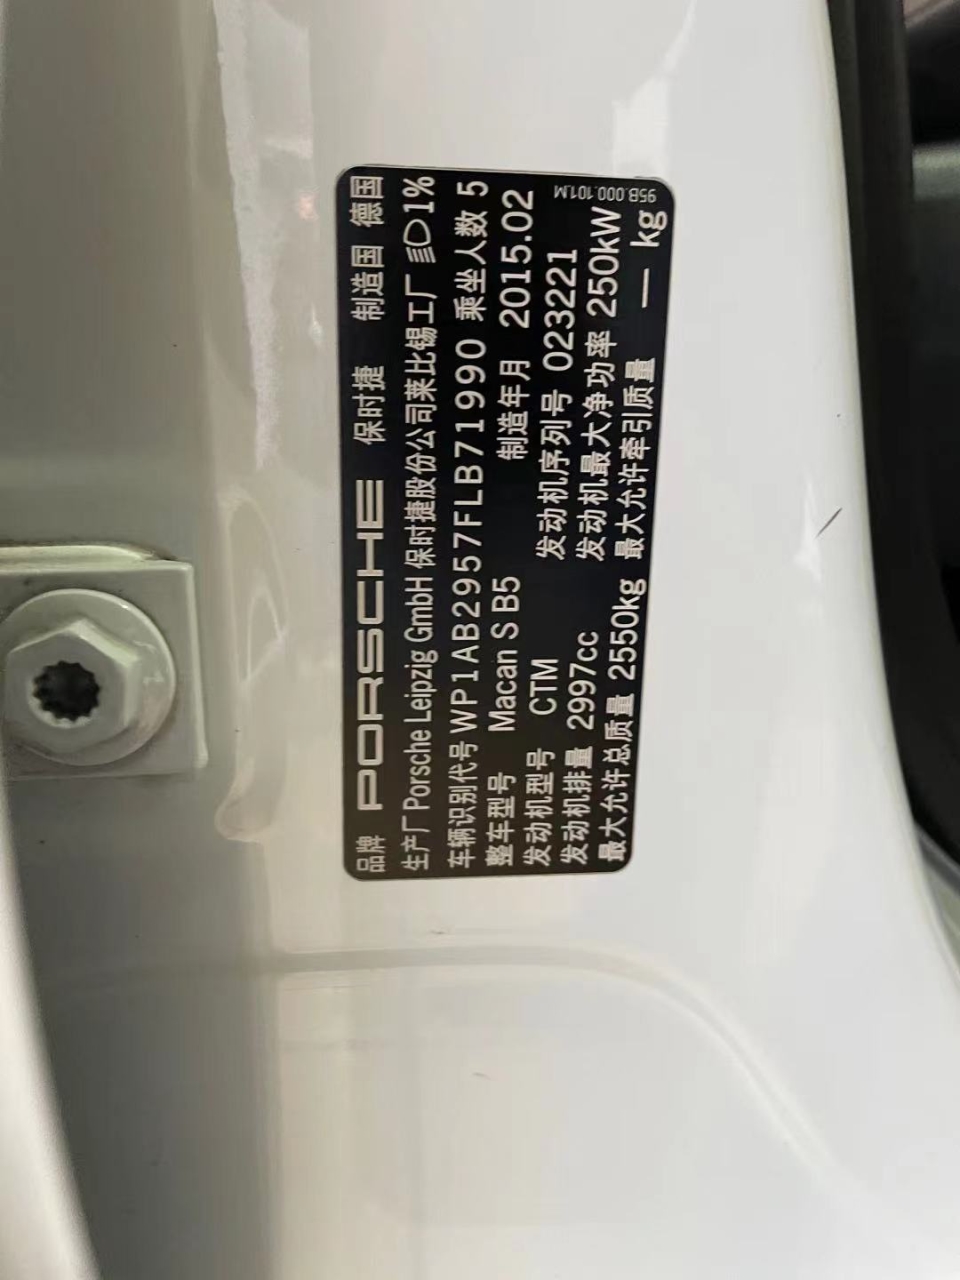 品牌 PORSCHE 保时捷 制造国 德国
生产厂 Porsche Leipzig GmbH 保时捷股份公司莱比锡工厂 1%
车辆识别代号 WP1AB2957FLB71990 乘坐人数 5
整车型号 Macan S B5 制造年月 2015.02
发动机型号 CTM 发动机序列号 023221
发动机排量 2997cc 发动机最大净功率 250kW
最大允许总质量 2550kg 最大允许牵引质量 — kg
95B.000.101.M